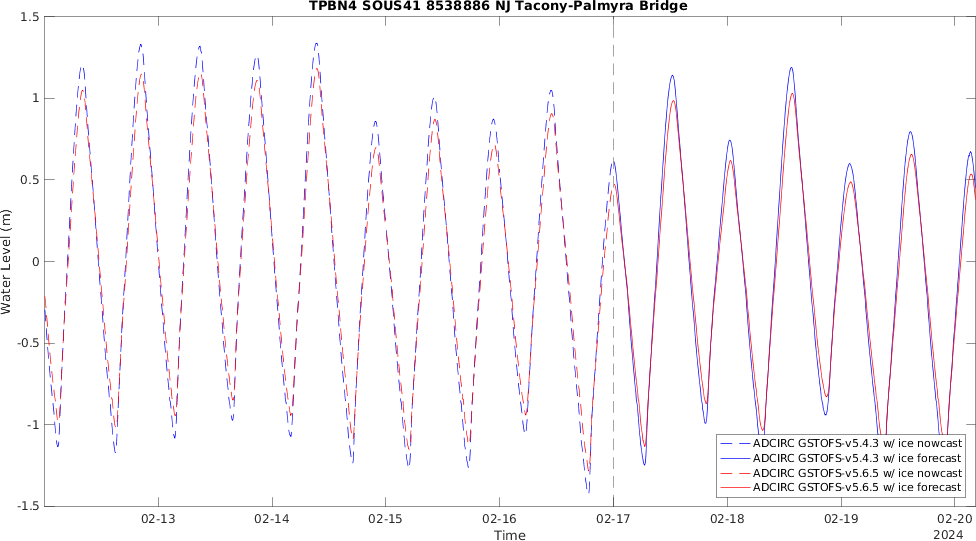 TPBN4 SOUS41 8538886 NJ Tacony-Palmyra Bridge
1.5
1
0.5
0
-0.5
-1
-1.5
Water Level (m)
02-13 02-14 02-15 02-16 02-17 02-18 02-19 02-20
Time
2024
ADCIRC GSTOFS-v5.4.3 w/ ice nowcast
ADCIRC GSTOFS-v5.4.3 w/ ice forecast
ADCIRC GSTOFS-v5.6.5 w/ ice nowcast
ADCIRC GSTOFS-v5.6.5 w/ ice forecast